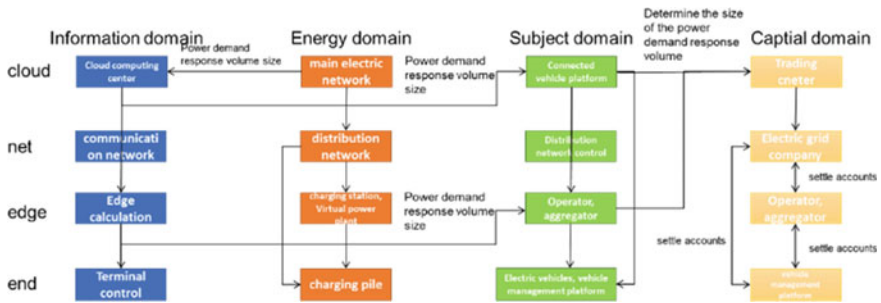 Information domain
Energy domain
Subject domain
Determine the size
of the power
demand response
volume
Captial domain
cloud
Cloud computing
center
Power demand
response volume size
main electric network
Power demand
response volume
size
Connected
vehicle platform
Trading
cneter
net
communicati
on network
distribution
network
Distribution
network control
Electric grid
company
settle accounts
edge
Edge
calculation
charging station,
Virtual power
plant
Power demand
response volume
size
Operator,
aggregator
Operator,
aggregator
settle accounts
settle accounts
end
Terminal
control
charging pile
Electric vehicles, vehicle
management platform
vehicle
management
platform